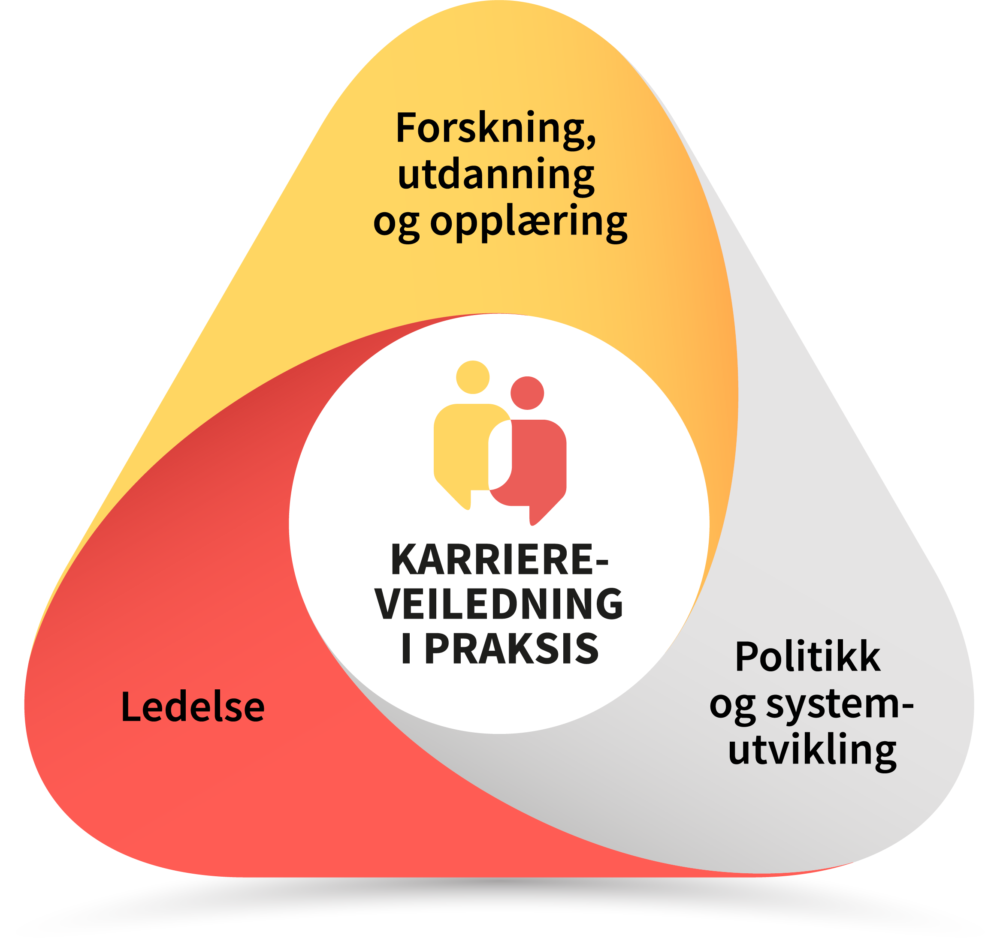 Forskning,
utdanning
og opplæring
KARRIERE-
VEILEDNING
I PRAKSIS
Ledelse
Politikk
og system-
utvikling